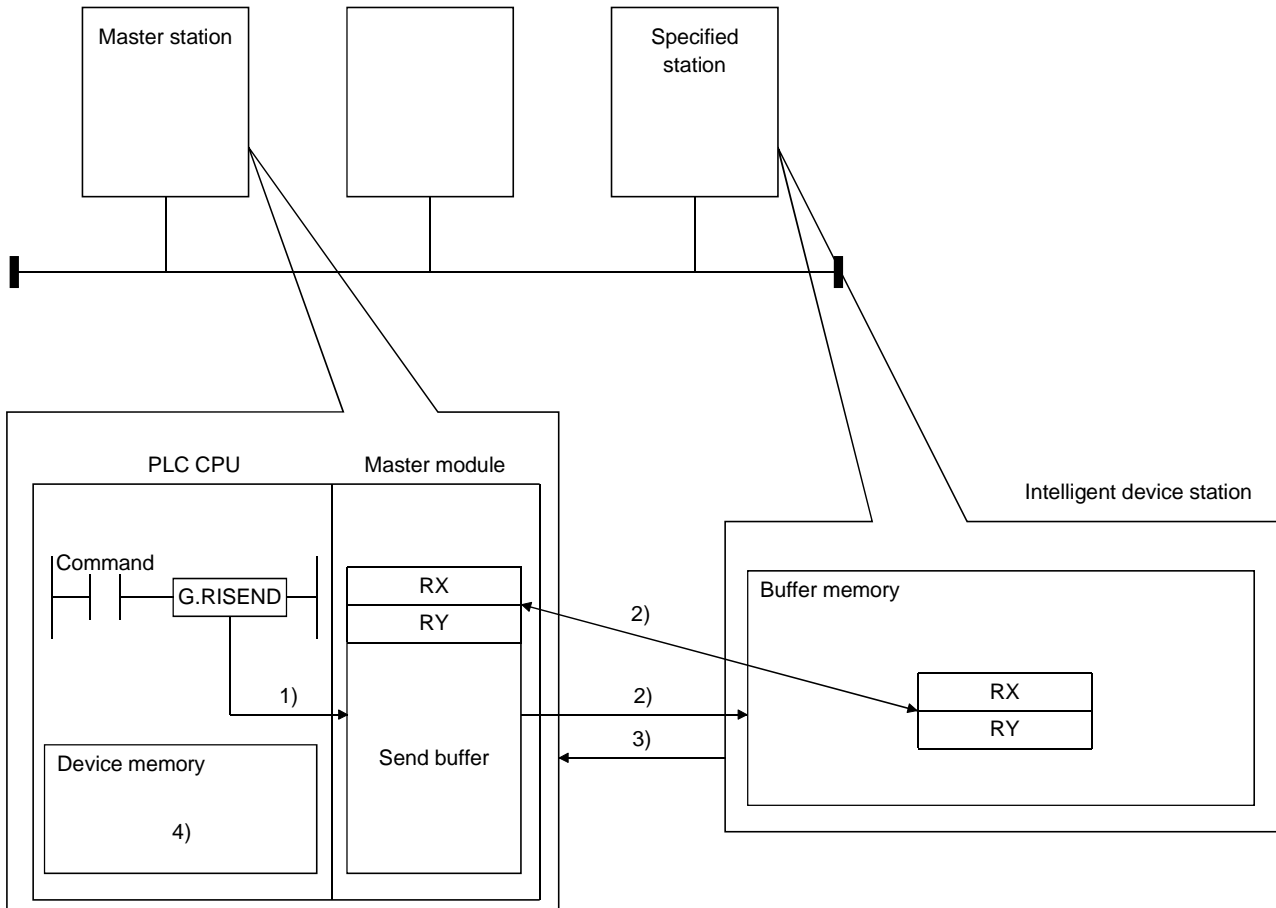 Master station
Specified
station
PLC CPU
Master module
Intelligent device station
Command
G.RISEND
RX
RY
1)
Send buffer
Device memory
4)
2)
2)
3)
Buffer memory
RX
RY